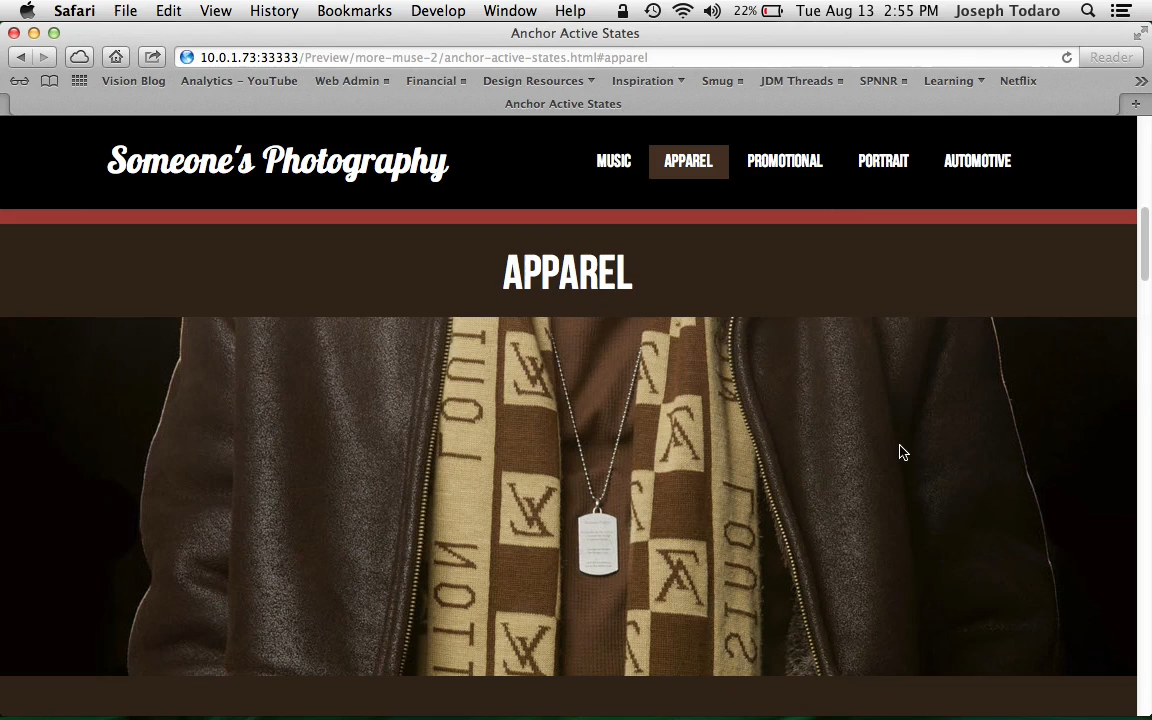 Safari File Edit View History Bookmarks Develop Window Help 22% Tue Aug 13 2:55 PM Joseph Todaro
Anchor Active States
10.0.1.73:33333/Preview/more-muse-2/anchor-active-states.html#apparel Reader
Vision Blog Analytics – YouTube Web Admin Financial Design Resources Inspiration Smug JDM Threads SPNNR Learning Netflix
Anchor Active States
Someone's Photography MUSIC APPAREL PROMOTIONAL PORTRAIT AUTOMOTIVE
APPAREL
LOUI
TTON
LOUIS